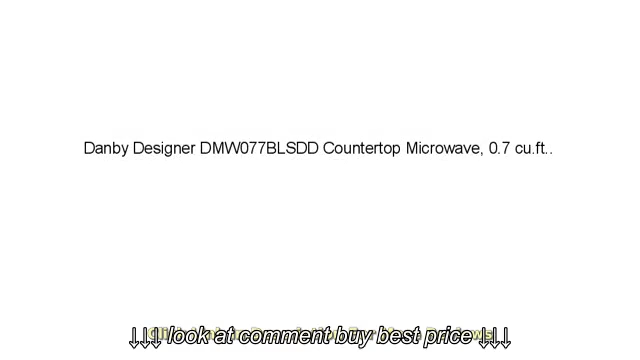 Danby Designer DMW077BLSDD Countertop Microwave, 0.7 cu.ft..
↓↓↓ look at comment buy best price ↓↓↓